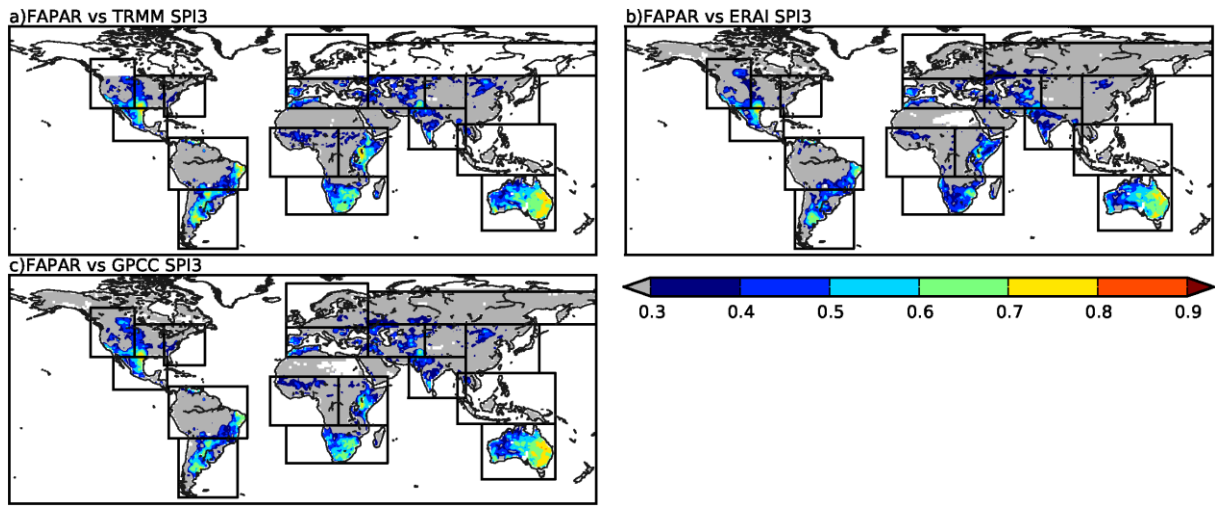 a)FAPAR vs TRMM SPI3
b)FAPAR vs ERAI SPI3
c)FAPAR vs GPCC SPI3
0.3 0.4 0.5 0.6 0.7 0.8 0.9